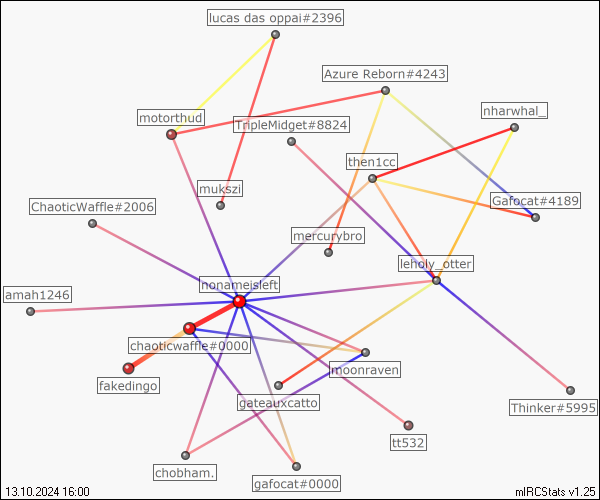 lucas das oppai#2396
Azure Reborn#4243
nharwhal_
motorthud
TripleMidget#8824
then1cc
mukszi
ChaoticWaffle#2006
Gafocat#4189
mercurybro
leholy_otter
nonameisleft
amah1246
chaoticwaffle#0000
moonraven
fakedingo
gateauxcatto
Thinker#5995
tt532
chobham.
gafocat#0000
13.10.2024 16:00
mIRCStats v1.25